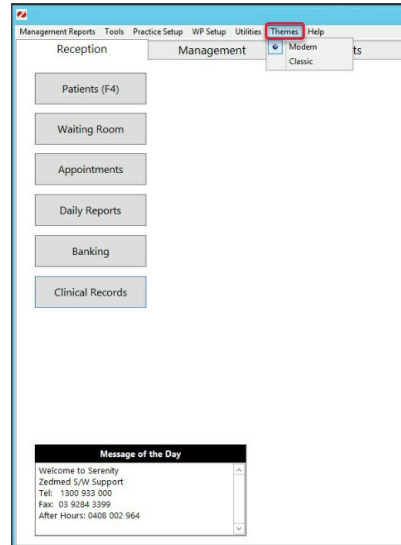 Management Reports Tools Practice Setup WP Setup Utilities Themes Help
Reception Management ts
Modern
Classic
Patients (F4)
Waiting Room
Appointments
Daily Reports
Banking
Clinical Records
Message of the Day
Welcome to Serenity
Zedmed S/W Support
Tel: 1300 933 000
Fax: 03 9284 3399
After Hours: 0408 002 964